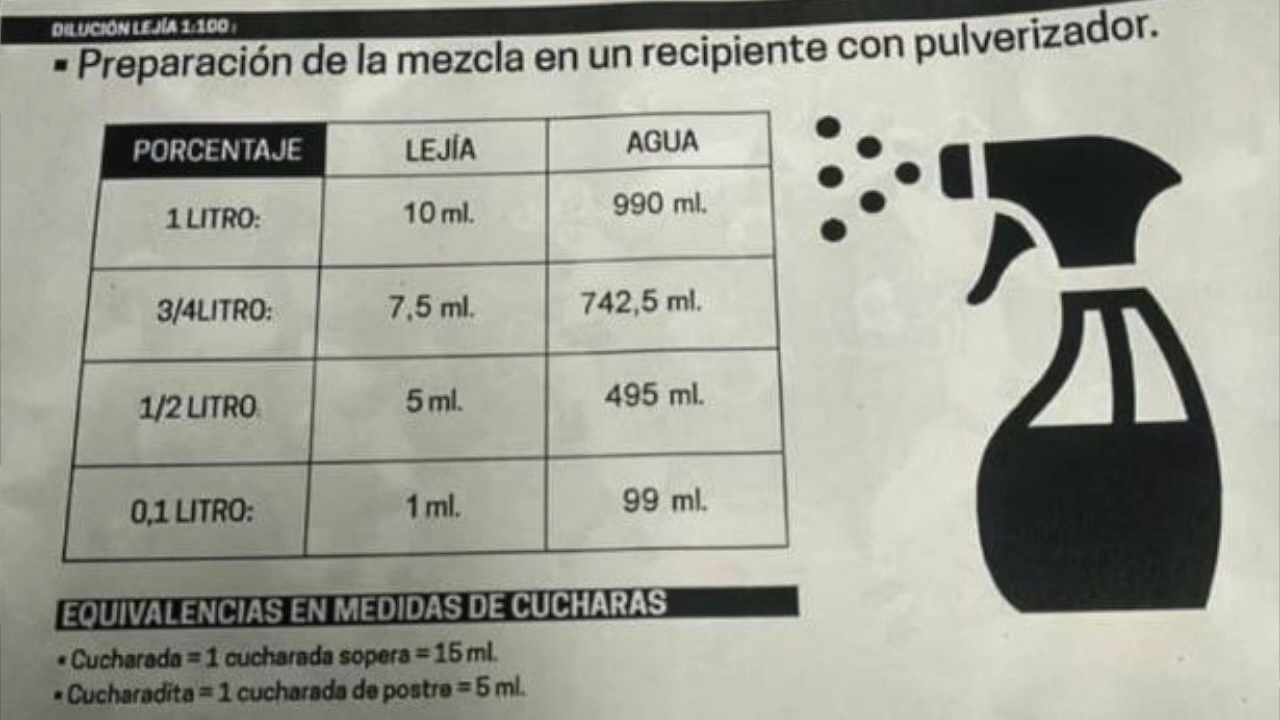 DILUCIÓN LEJÍA 1:100:
▪ Preparación de la mezcla en un recipiente con pulverizador.
PORCENTAJE LEJÍA AGUA
1 LITRO: 10 ml. 990 ml.
3/4LITRO: 7,5 ml. 742,5 ml.
1/2 LITRO 5 ml. 495 ml.
0,1 LITRO: 1 ml. 99 ml.
EQUIVALENCIAS EN MEDIDAS DE CUCHARAS
▪ Cucharada = 1 cucharada sopera = 15 ml.
▪ Cucharadita = 1 cucharada de postre = 5 ml.